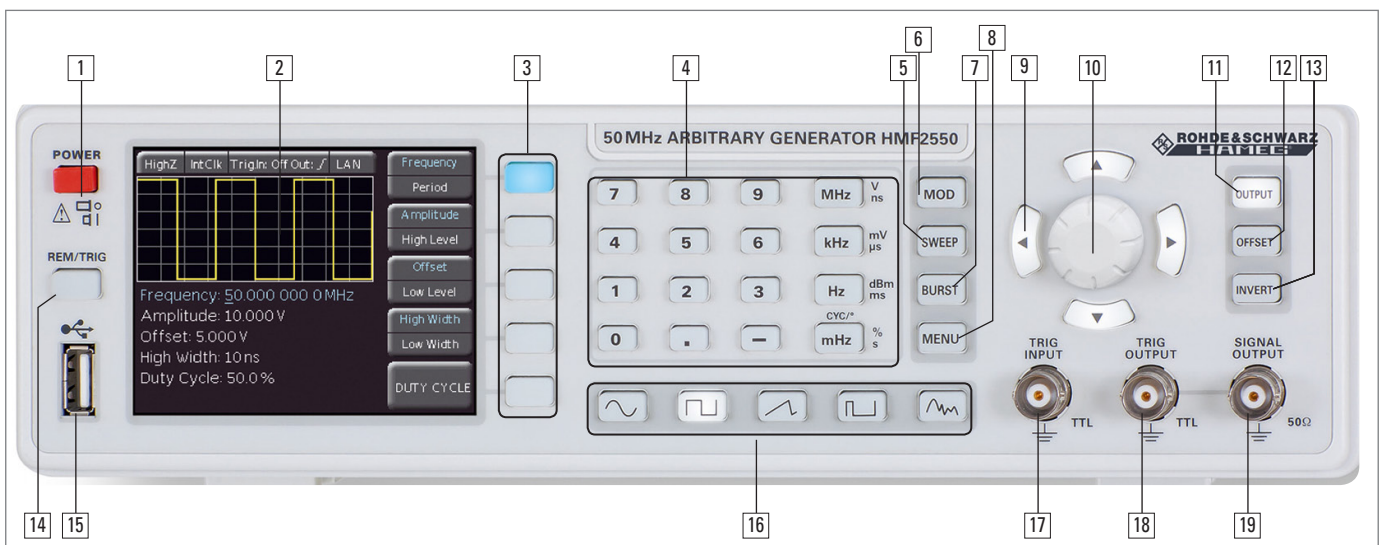 1
2
3
4
5
6
7
8
9
10
11
12
13
50 MHz ARBITRARY GENERATOR HMF2550
ROHDE & SCHWARZ
HAMEG
POWER
REM/TRIG
HighZ IntClk TrigIn: Off Out: LAN
Frequency: 50.000 000 0 MHz
Amplitude: 10.000 V
Offset: 5.000 V
High Width: 10 ns
Duty Cycle: 50.0 %
Frequency
Period
Amplitude
High Level
Offset
Low Level
High Width
Low Width
DUTY CYCLE
7 8 9 MHz V
ns
4 5 6 kHz mV
µs
1 2 3 Hz dBm
ms
CYC/°
0 . − mHz %
s
MOD
SWEEP
BURST
MENU
OUTPUT
OFFSET
INVERT
TRIG
INPUT
TTL
TRIG
OUTPUT
TTL
SIGNAL
OUTPUT
50Ω
14
15
16
17
18
19